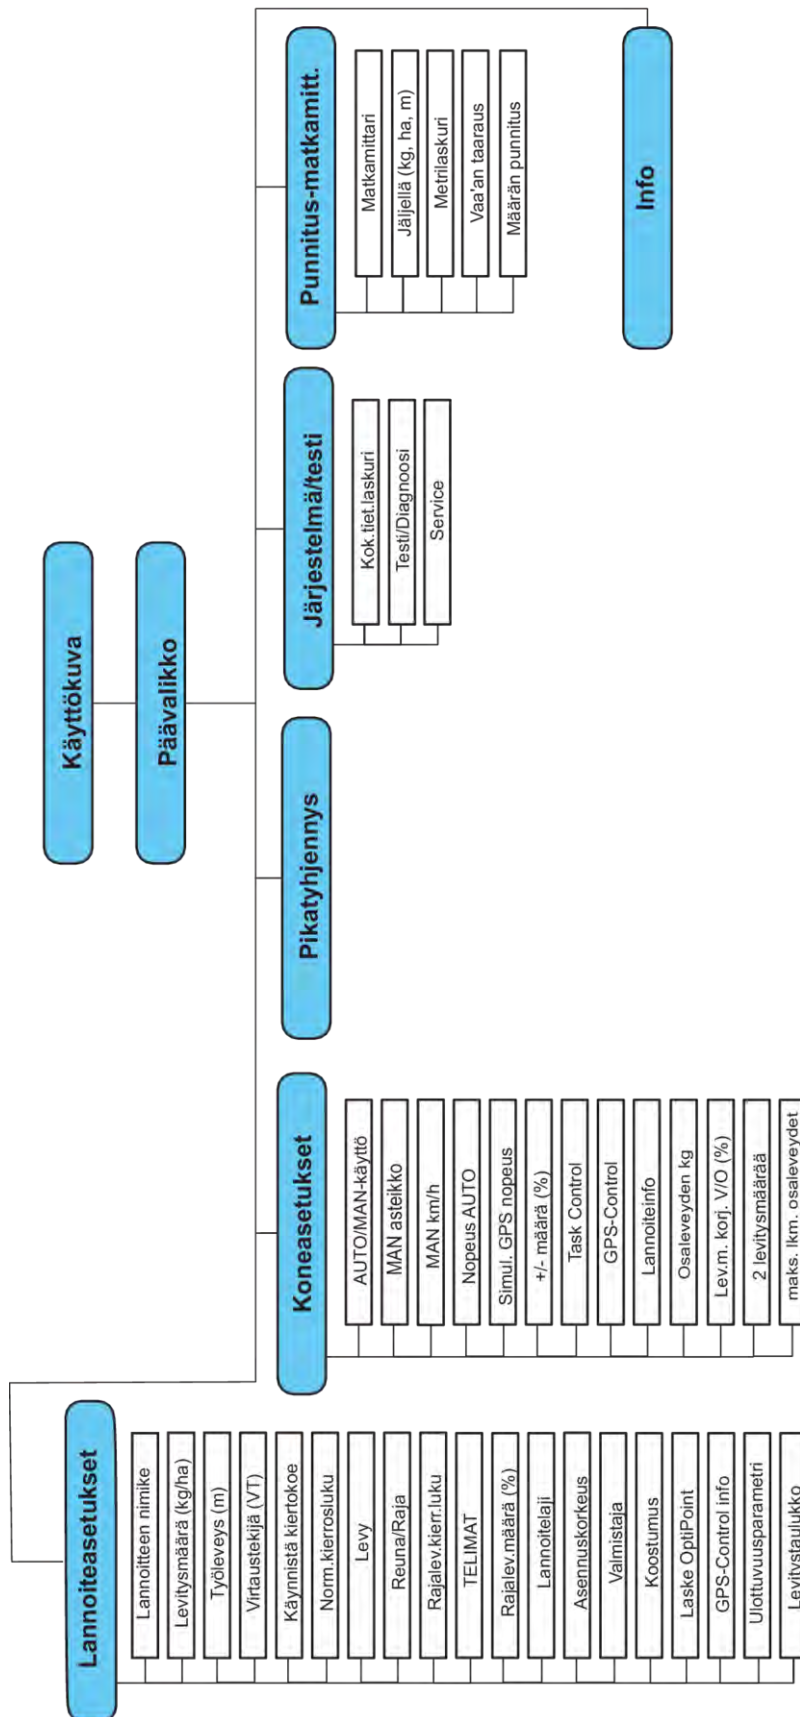 Käyttökuva
Päävalikko
Lannoiteasetukset
Lannoitteen nimike
Levitysmäärä (kg/ha)
Työleveys (m)
Virtaustekijä (VT)
Käynnistä kiertokoe
Norm.kierrosluku
Levy
Reuna/Raja
Rajalev.kierr.luku
TELIMAT
Rajalev.määrä (%)
Lannoitelaji
Asennuskorkeus
Valmistaja
Koostumus
Laske OptiPoint
GPS-Control info
Ulottuvuusparametri
Levitystaulukko
Koneasetukset
AUTO/MAN-käyttö
MAN asteikko
MAN km/h
Nopeus AUTO
Simul. GPS nopeus
+/- määrä (%)
Task Control
GPS-Control
Lannoiteinfo
Osaleveyden kg
Lev.m. korj. V/O (%)
2 levitysmäärää
maks. lkm. osaleveydet
Pikatyhjennys
Järjestelmä/testi
Kok.tiet.laskuri
Testi/Diagnoosi
Service
Punnitus-matkamitt.
Matkamittari
Jäljellä (kg, ha, m)
Metrilaskuri
Vaa'an taaraus
Määrän punnitus
Info